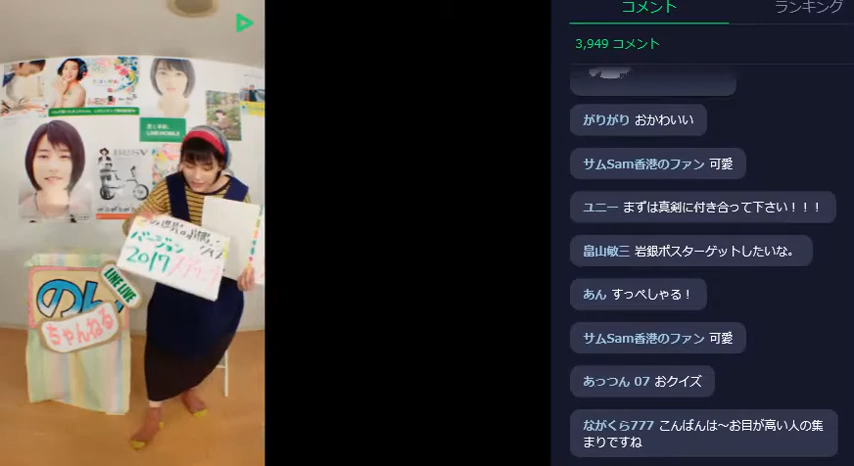 コメント
ランキング
3,949 コメント
がりがり おかわいい
サムSam香港のファン 可愛
ユニー まずは真剣に付き合って下さい！！！
畠山敏三 岩銀ポスターゲットしたいな。
あん すっぺしゃる！
サムSam香港のファン 可愛
あっつん 07 おクイズ
ながくら777 こんばんは～お目が高い人の集
まりですね
LINE MOBILE
クイズ
バージョン
2017
LINE LIVE
のん
ちゃんねる